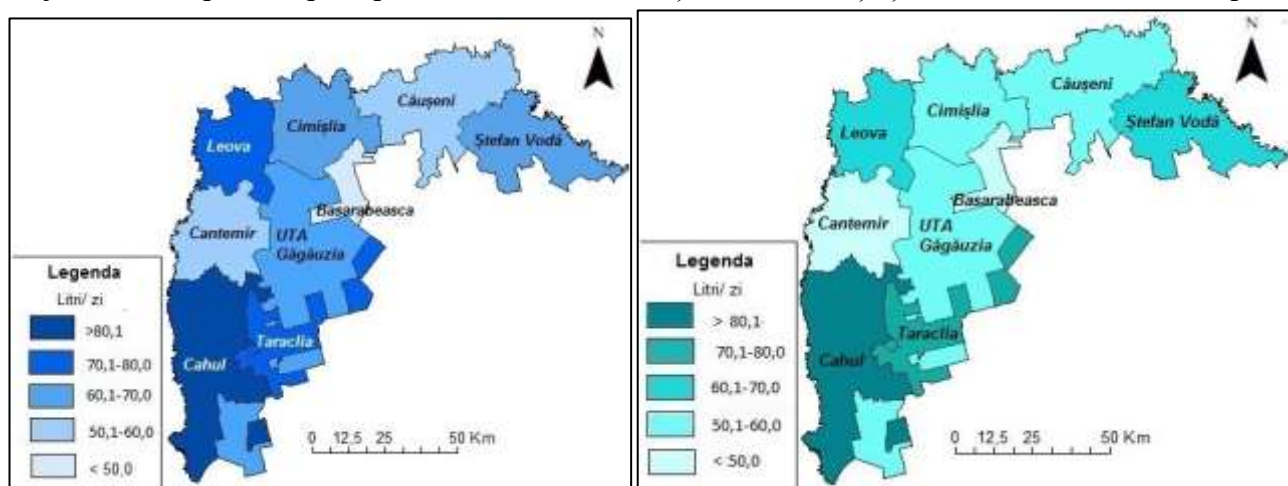 N
Căușeni
Cimișlia
Ștefan Vodă
Leova
Basarabeasca
Cantemir
UTA
Găgăuzia
Legenda
Litri/ zi
>80,1
70,1-80,0
60,1-70,0
50,1-60,0
< 50,0
Taraclia
Cahul
0 12,5 25 50 Km
N
Căușeni
Cimișlia
Ștefan Vodă
Leova
Basarabeasca
Cantemir
UTA
Găgăuzia
Legenda
Litri/ zi
> 80,1
70,1-80,0
60,1-70,0
50,1-60,0
< 50,0
Taraclia
Cahul
0 12,5 25 50 Km